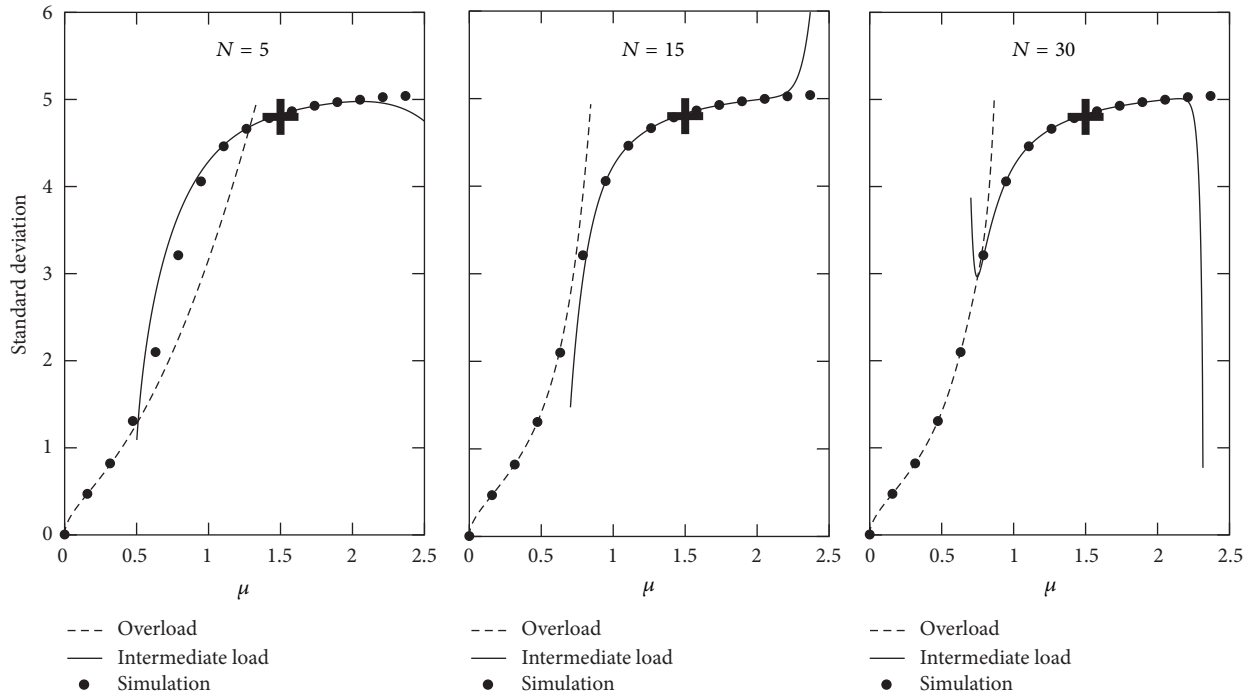 N = 5
6
5
4
3
2
1
0
Standard deviation
0 0.5 1 1.5 2 2.5
μ
Overload
Intermediate load
Simulation
N = 15
0 0.5 1 1.5 2 2.5
μ
Overload
Intermediate load
Simulation
N = 30
0 0.5 1 1.5 2 2.5
μ
Overload
Intermediate load
Simulation